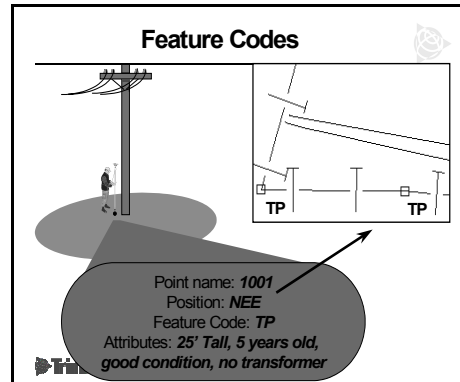 Feature Codes
TP
TP
Point name: 1001
Position: NEE
Feature Code: TP
Attributes: 25' Tall, 5 years old,
good condition, no transformer